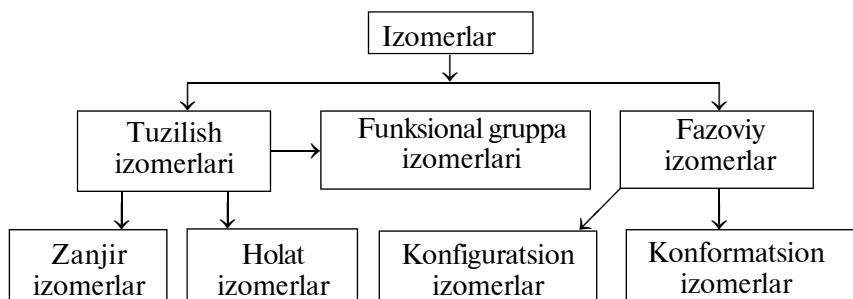 Izomerlar
Tuzilish
izomerlari
Funksional gruppa
izomerlari
Fazoviy
izomerlar
Zanjir
izomerlar
Holat
izomerlar
Konfiguratsion
izomerlar
Konformatsion
izomerlar